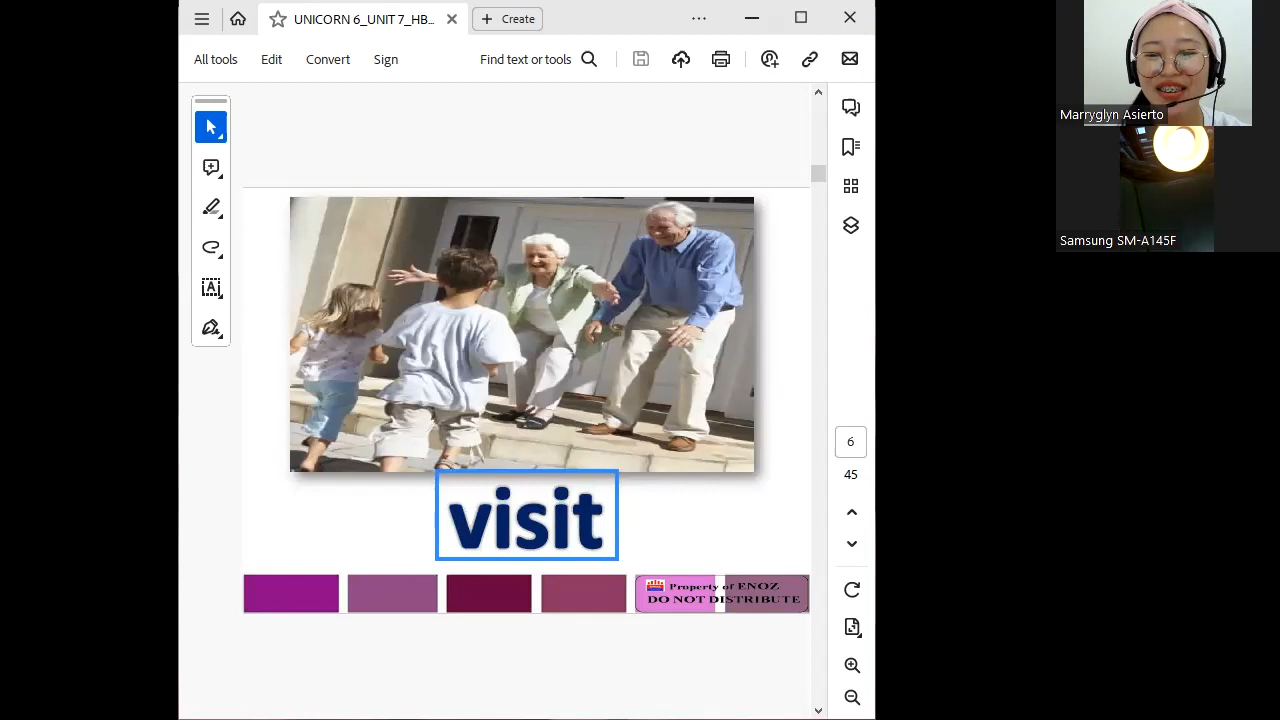 UNICORN 6_UNIT 7_HB...
Create
All tools
Edit
Convert
Sign
Find text or tools
Marryglyn Asierto
Samsung SM-A145F
6
45
visit
Property of ENOZ
DO NOT DISTRIBUTE